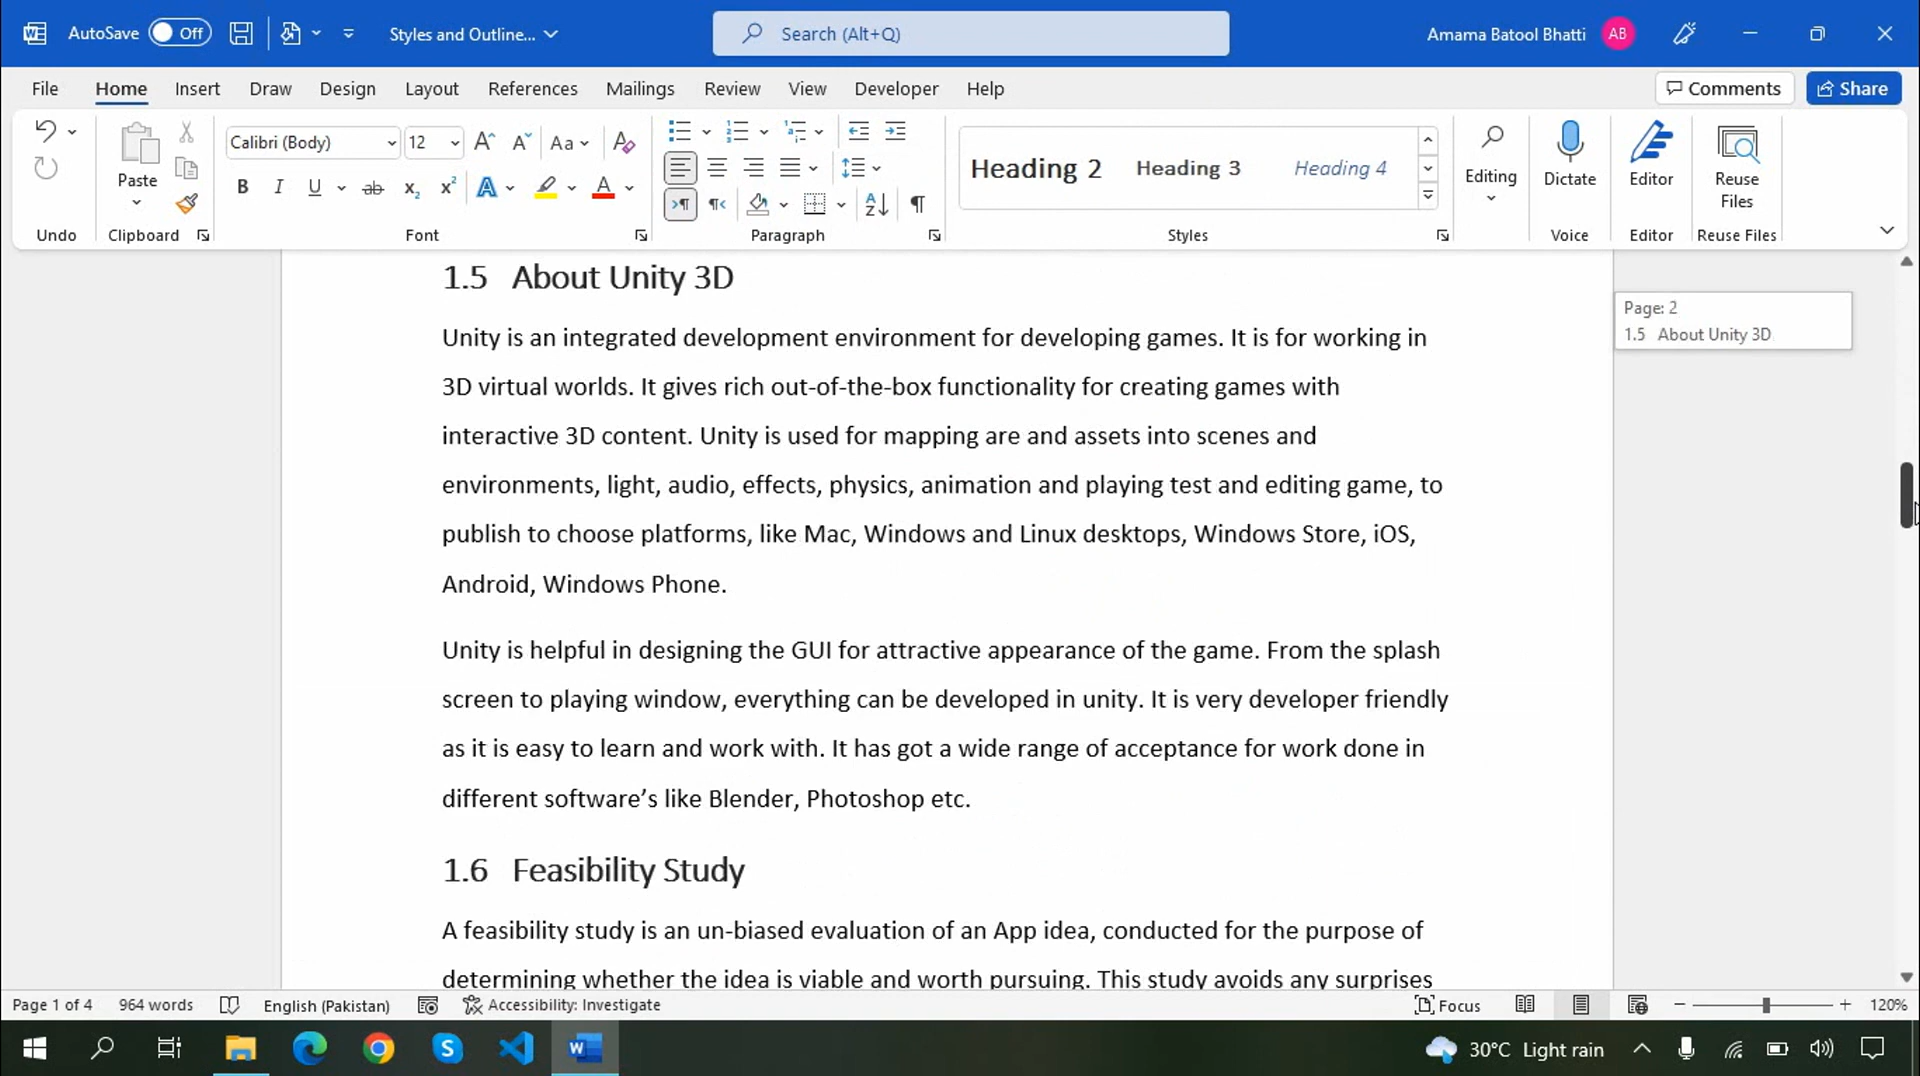 AutoSave Off Styles and Outline... Search (Alt+Q) Amama Batool Bhatti AB
File Home Insert Draw Design Layout References Mailings Review View Developer Help Comments Share
Calibri (Body) 12 Aa
Paste
B I U ab x₂ x² A A
Heading 2 Heading 3 Heading 4
Editing Dictate Editor Reuse Files
Undo Clipboard Font Paragraph Styles Voice Editor Reuse Files
1.5 About Unity 3D
Page: 2
1.5 About Unity 3D
Unity is an integrated development environment for developing games. It is for working in
3D virtual worlds. It gives rich out-of-the-box functionality for creating games with
interactive 3D content. Unity is used for mapping are and assets into scenes and
environments, light, audio, effects, physics, animation and playing test and editing game, to
publish to choose platforms, like Mac, Windows and Linux desktops, Windows Store, iOS,
Android, Windows Phone.
Unity is helpful in designing the GUI for attractive appearance of the game. From the splash
screen to playing window, everything can be developed in unity. It is very developer friendly
as it is easy to learn and work with. It has got a wide range of acceptance for work done in
different software’s like Blender, Photoshop etc.
1.6 Feasibility Study
A feasibility study is an un-biased evaluation of an App idea, conducted for the purpose of
determining whether the idea is viable and worth pursuing. This study avoids any surprises
Page 1 of 4 964 words English (Pakistan) Accessibility: Investigate Focus 120%
30°C Light rain